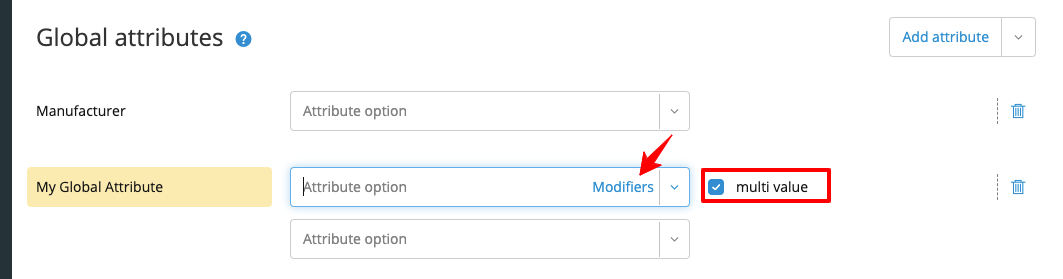 Global attributes ?
Add attribute
Manufacturer
Attribute option
My Global Attribute
Attribute option
Modifiers
multi value
Attribute option